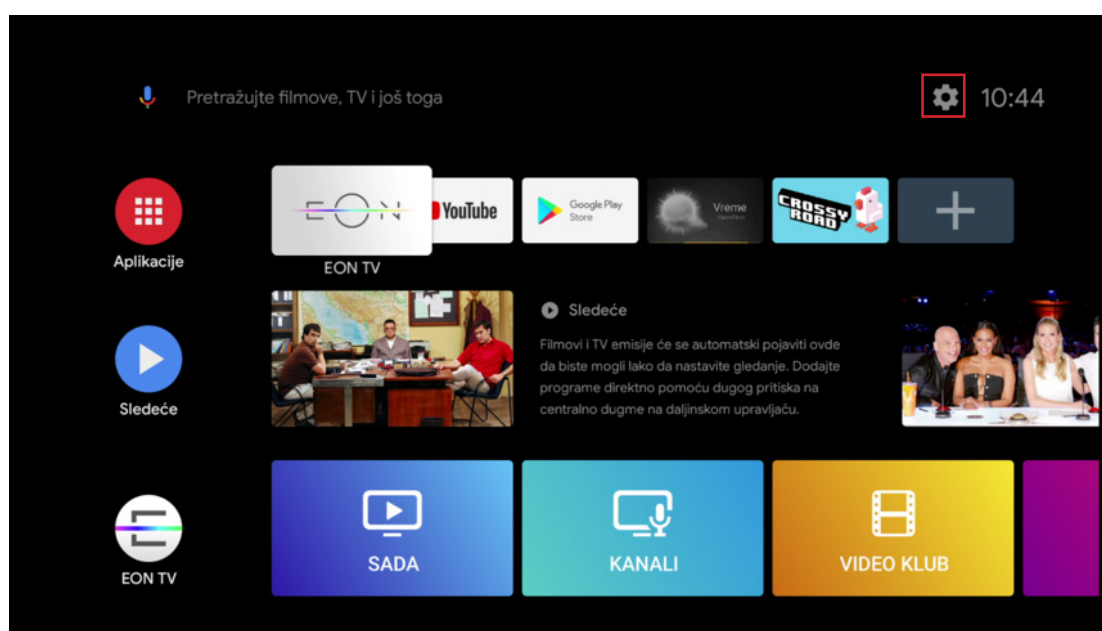 Pretražujte filmove, TV i još toga
10:44
EON
YouTube
Google Play
Store
Vreme
CROSSY
ROAD
Aplikacije
EON TV
Sledeće
Filmovi i TV emisije će se automatski pojaviti ovde
da biste mogli lako da nastavite gledanje. Dodajte
programe direktno pomoću dugog pritiska na
centralno dugme na daljinskom upravljaču.
Sledeće
SADA
KANALI
VIDEO KLUB
EON TV